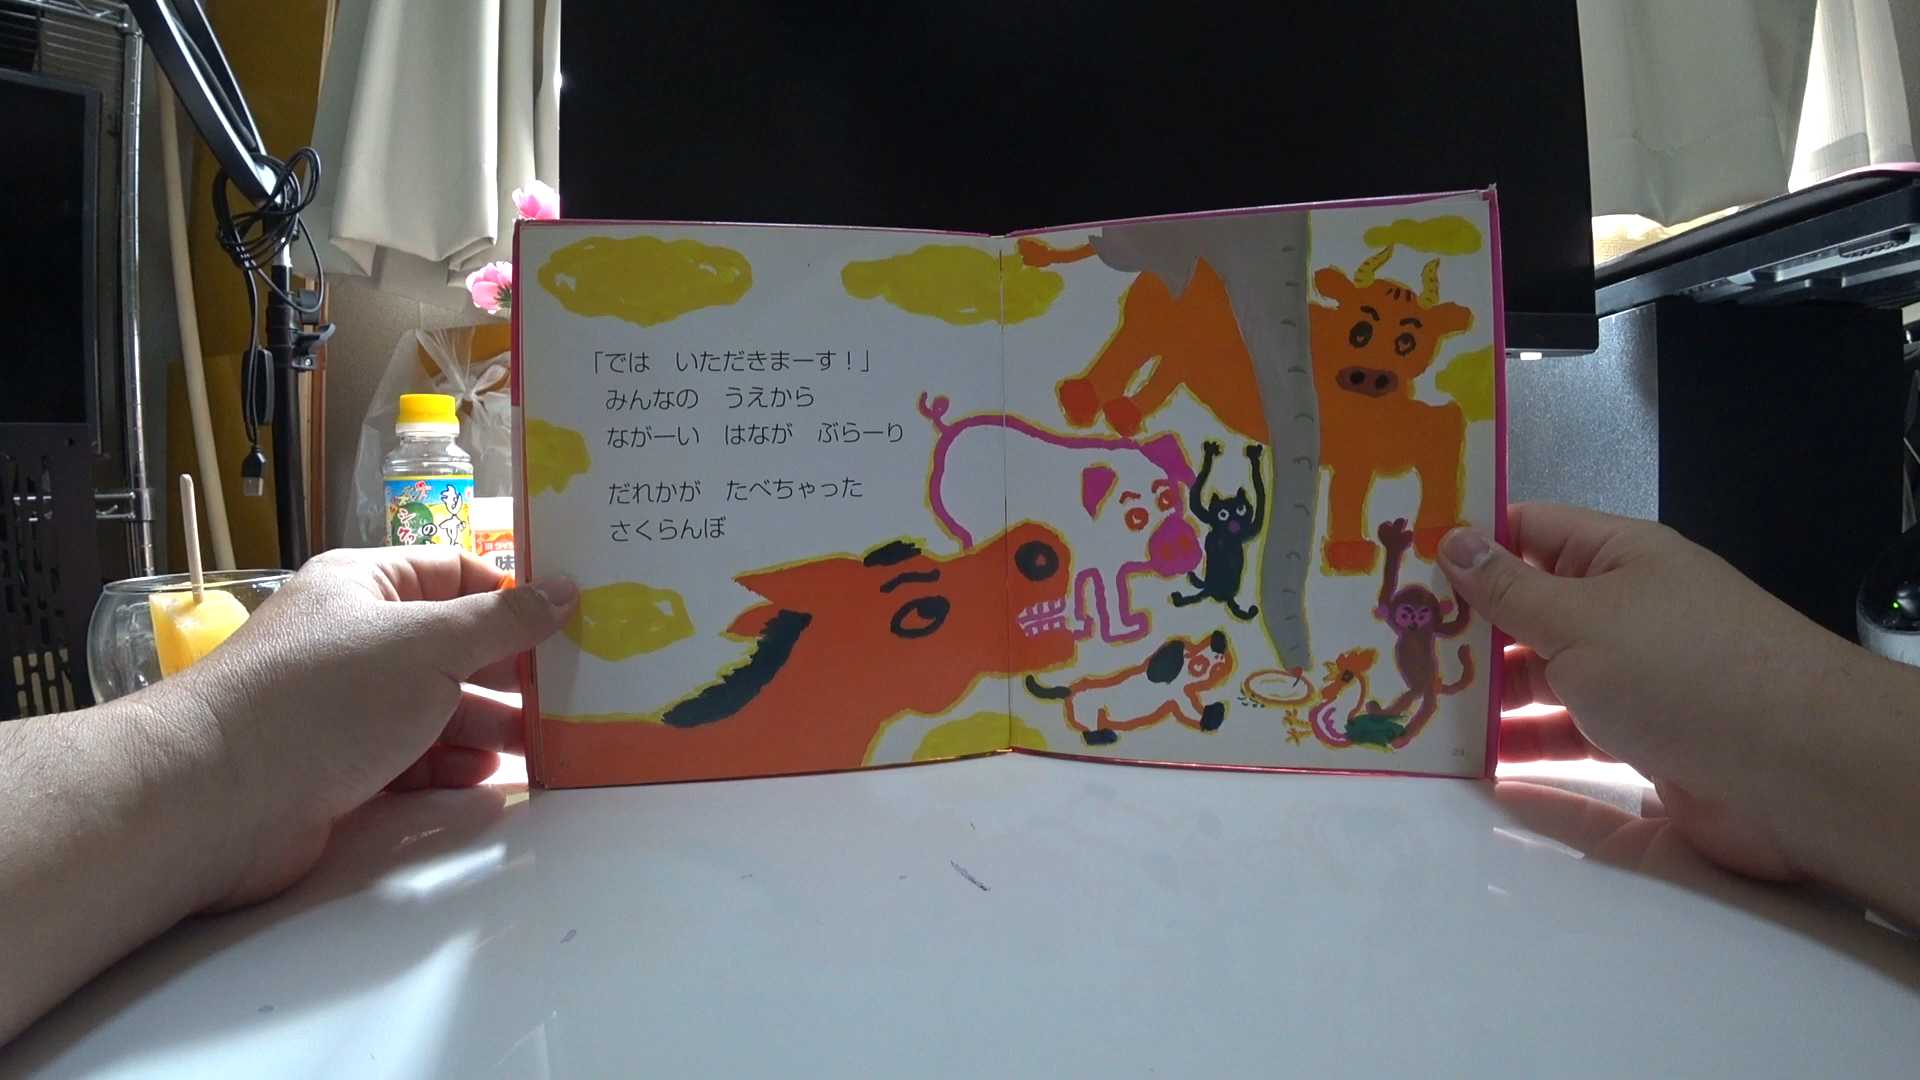 「では　いただきまーす！」
みんなの　うえから
ながーい　はなが　ぶらーり
だれかが　たべちゃった
さくらんぼ
23